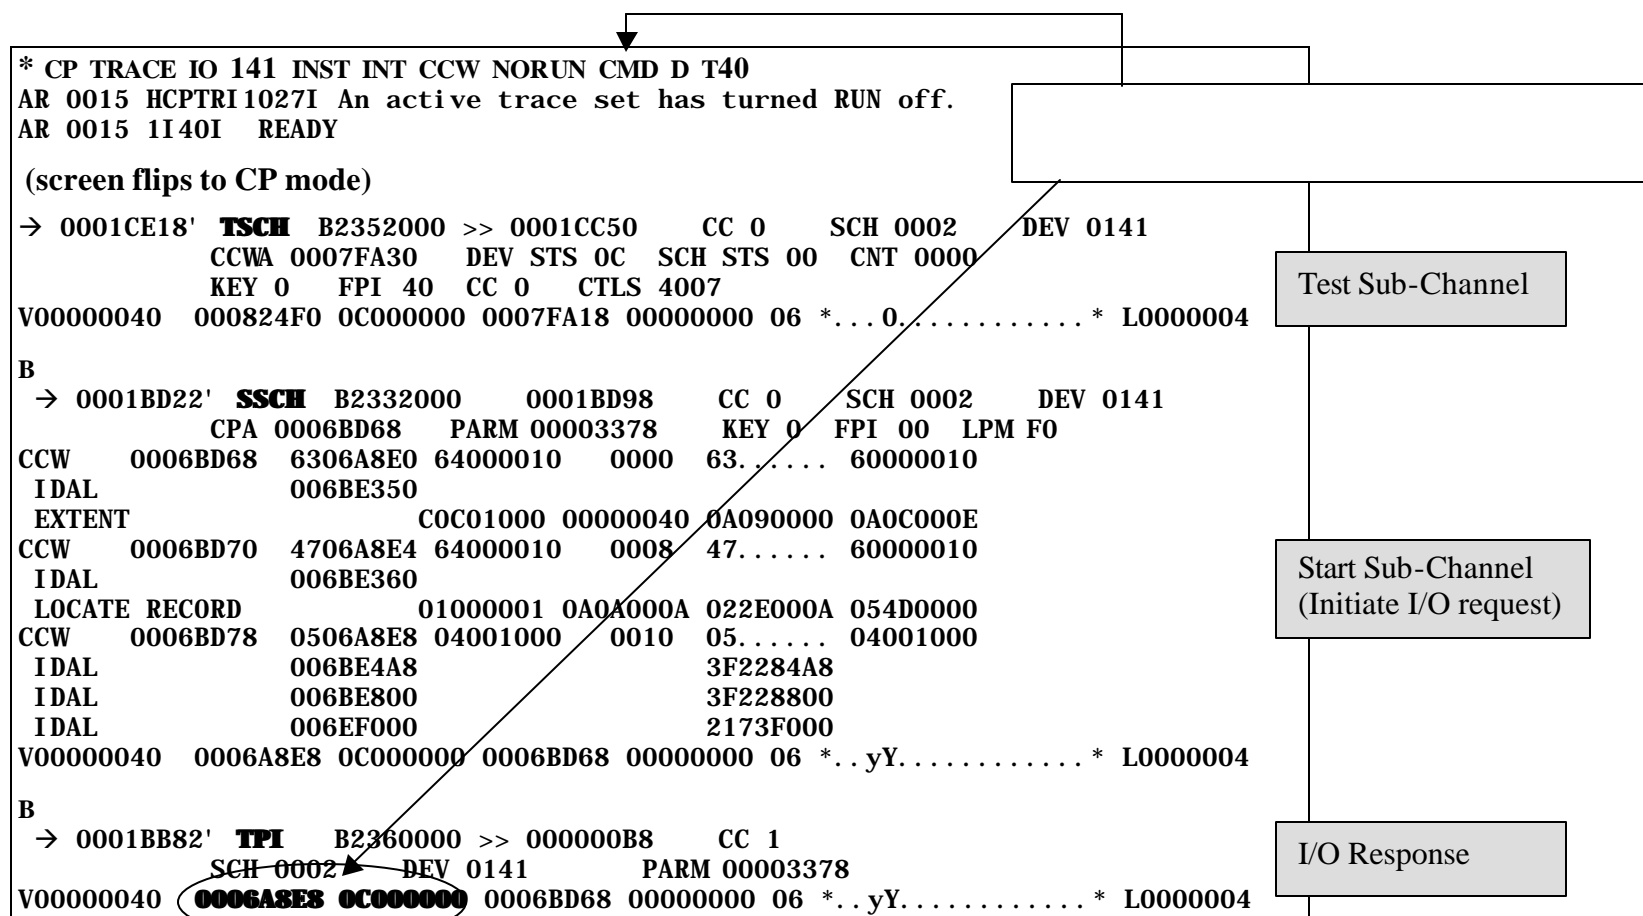 * CP TRACE IO 141 INST INT CCW NORUN CMD D T40
AR 0015 HCPTRI1027I An active trace set has turned RUN off.
AR 0015 1I40I READY
(screen flips to CP mode)
→ 0001CE18' TSCH B2352000 >> 0001CC50 CC 0 SCH 0002 DEV 0141
CCWA 0007FA30 DEV STS 0C SCH STS 00 CNT 0000
KEY 0 FPI 40 CC 0 CTLS 4007
V00000040 000824F0 0C000000 0007FA18 00000000 06 *...0............* L0000004
Test Sub-Channel
B
→ 0001BD22' SSCH B2332000 0001BD98 CC 0 SCH 0002 DEV 0141
CPA 0006BD68 PARM 00003378 KEY 0 FPI 00 LPM F0
CCW 0006BD68 6306A8E0 64000010 0000 63...... 60000010
IDAL 006BE350
EXTENT C0C01000 00000040 0A090000 0A0C000E
CCW 0006BD70 4706A8E4 64000010 0008 47...... 60000010
IDAL 006BE360
LOCATE RECORD 01000001 0A0A000A 022E000A 054D0000
CCW 0006BD78 0506A8E8 04001000 0010 05...... 04001000
IDAL 006BE4A8 3F2284A8
IDAL 006BE800 3F228800
IDAL 006EF000 2173F000
V00000040 0006A8E8 0C000000 0006BD68 00000000 06 *..yY............* L0000004
Start Sub-Channel
(Initiate I/O request)
B
→ 0001BB82' TPI B2360000 >> 000000B8 CC 1
SCH 0002 DEV 0141 PARM 00003378
V00000040 0006A8E8 0C000000 0006BD68 00000000 06 *..yY............* L0000004
I/O Response